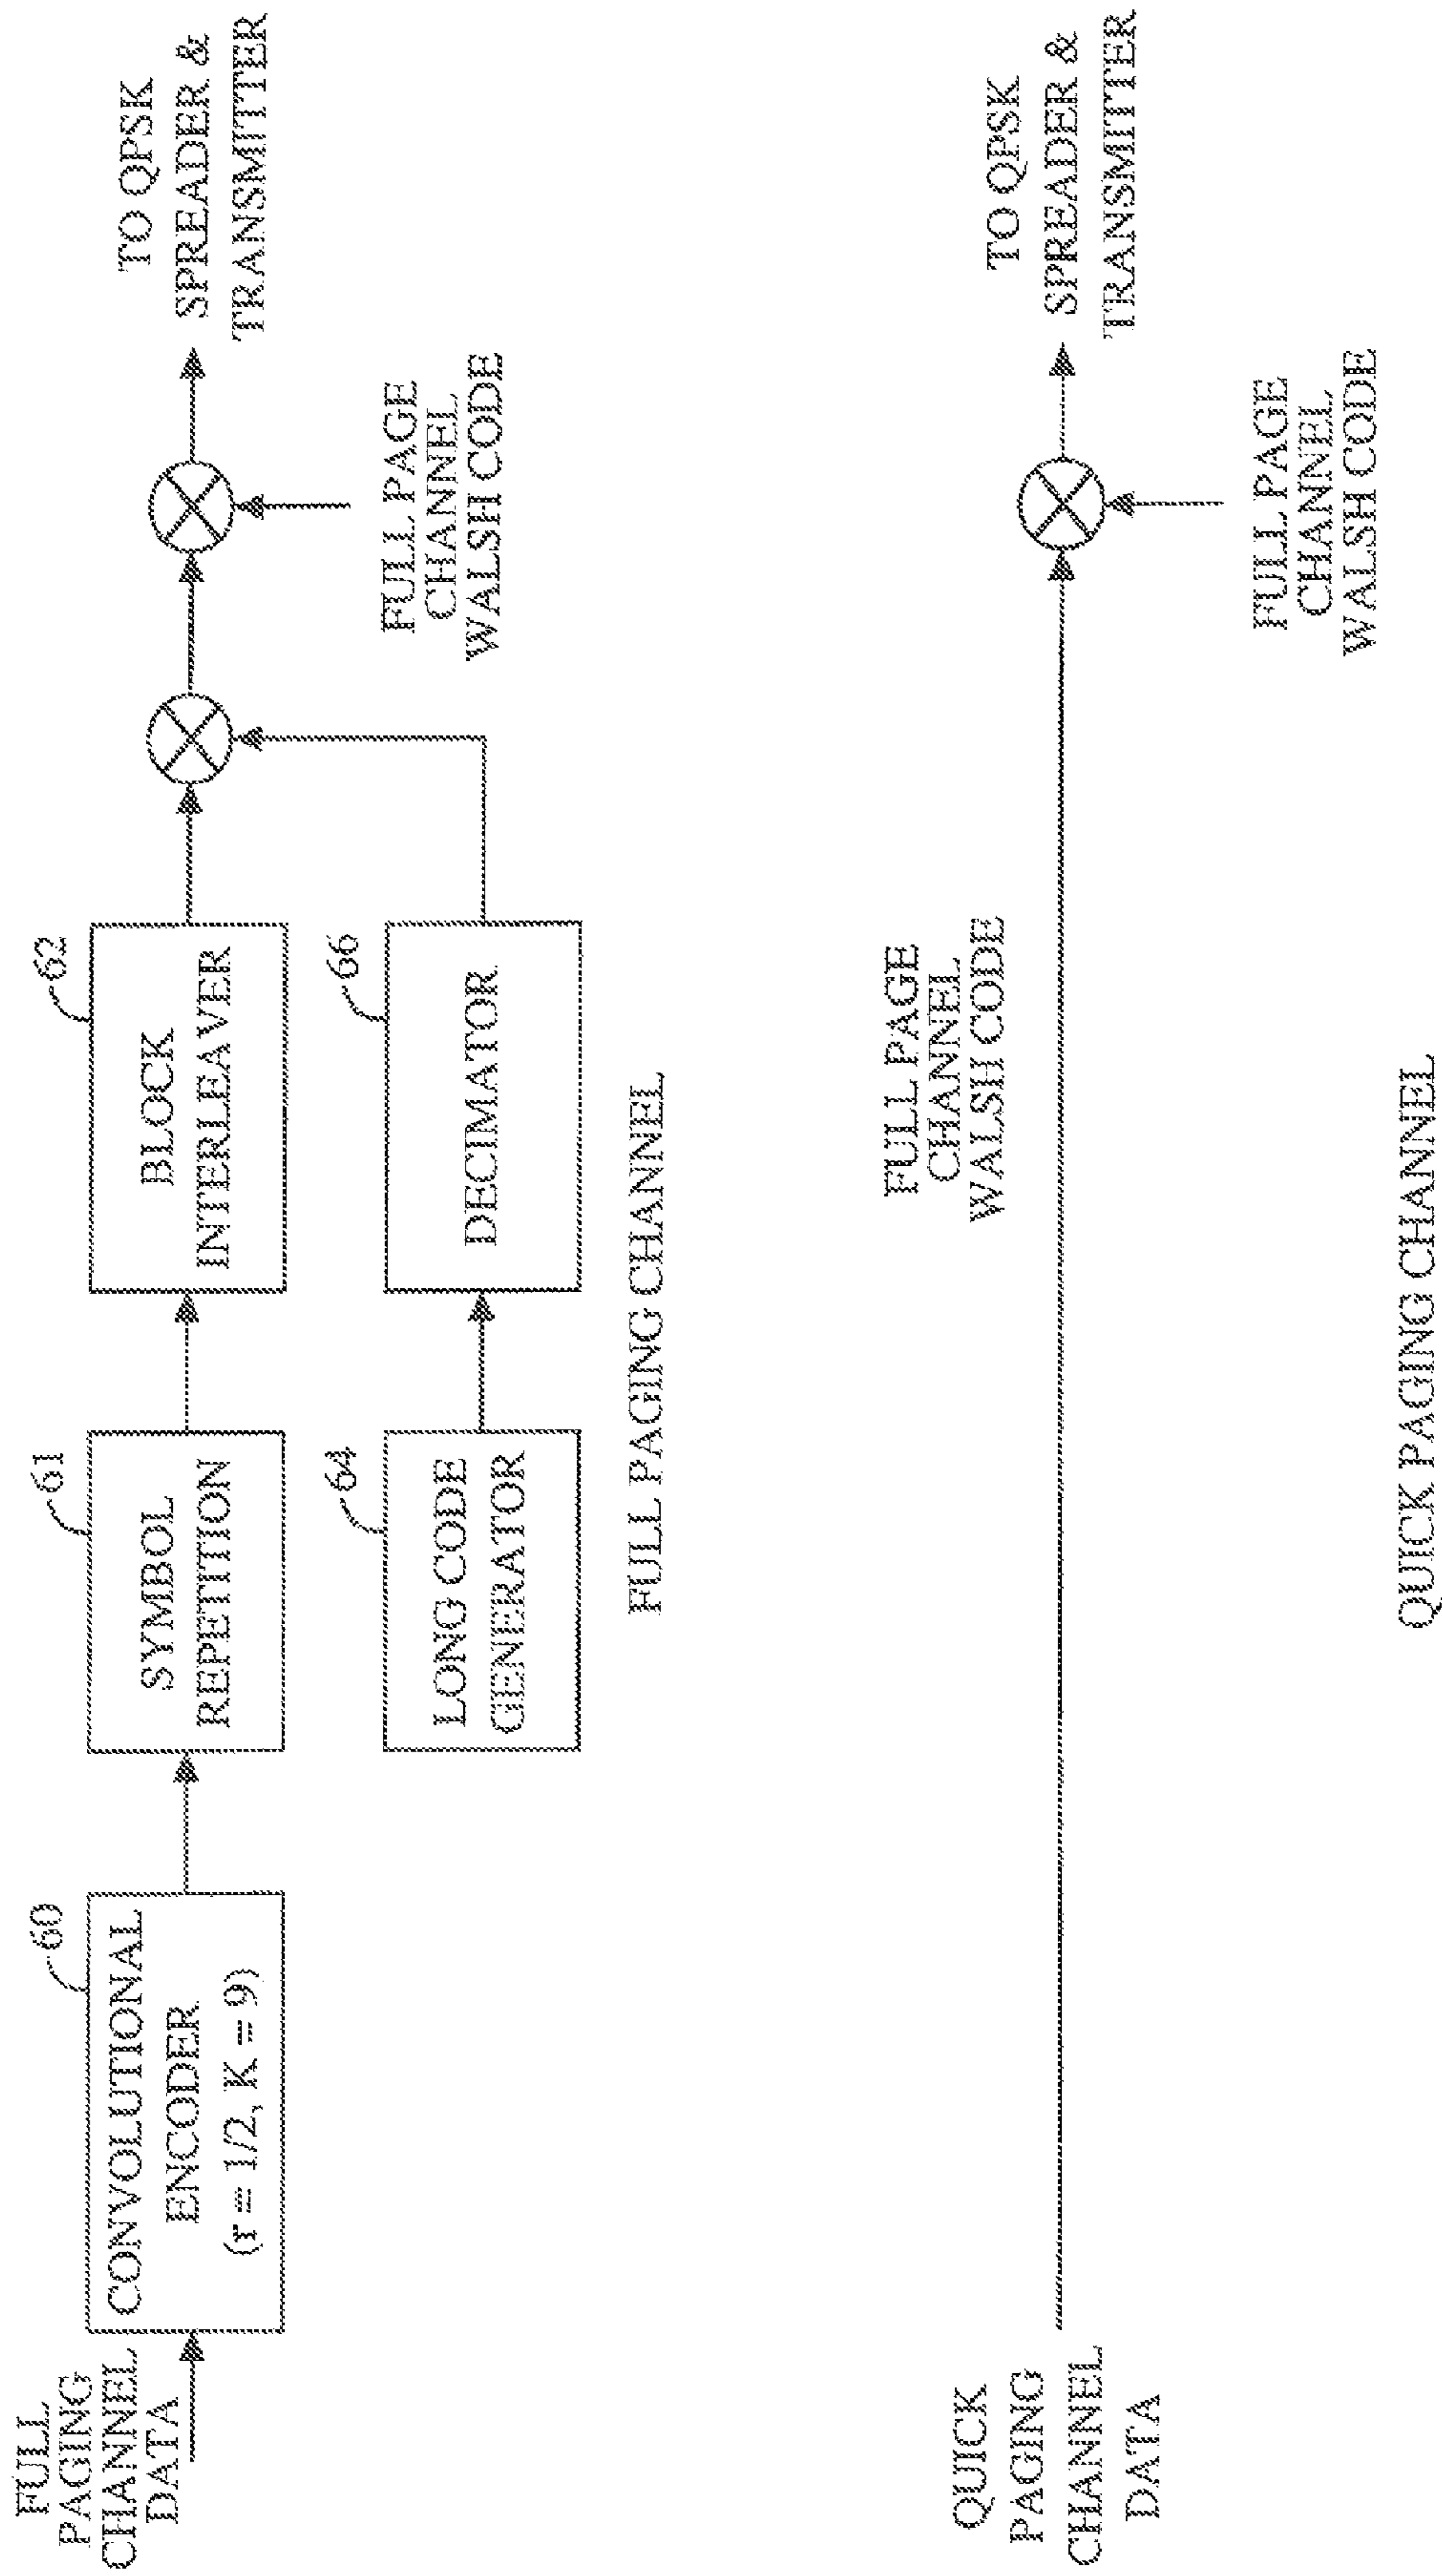 FULL
PAGING
CHANNEL
DATA
60
CONVOLUTIONAL
ENCODER
(r = 1/2, K = 9)
61
SYMBOL
REPETITION
62
BLOCK
INTERLEAVER
TO QPSK
SPREADER &
TRANSMITTER
64
LONG CODE
GENERATOR
66
DECIMATOR
FULL PAGE
CHANNEL
WALSH CODE
FULL PAGING CHANNEL
QUICK
PAGING
CHANNEL
DATA
FULL PAGE
CHANNEL
WALSH CODE
TO QPSK
SPREADER &
TRANSMITTER
FULL PAGE
CHANNEL
WALSH CODE
QUICK PAGING CHANNEL